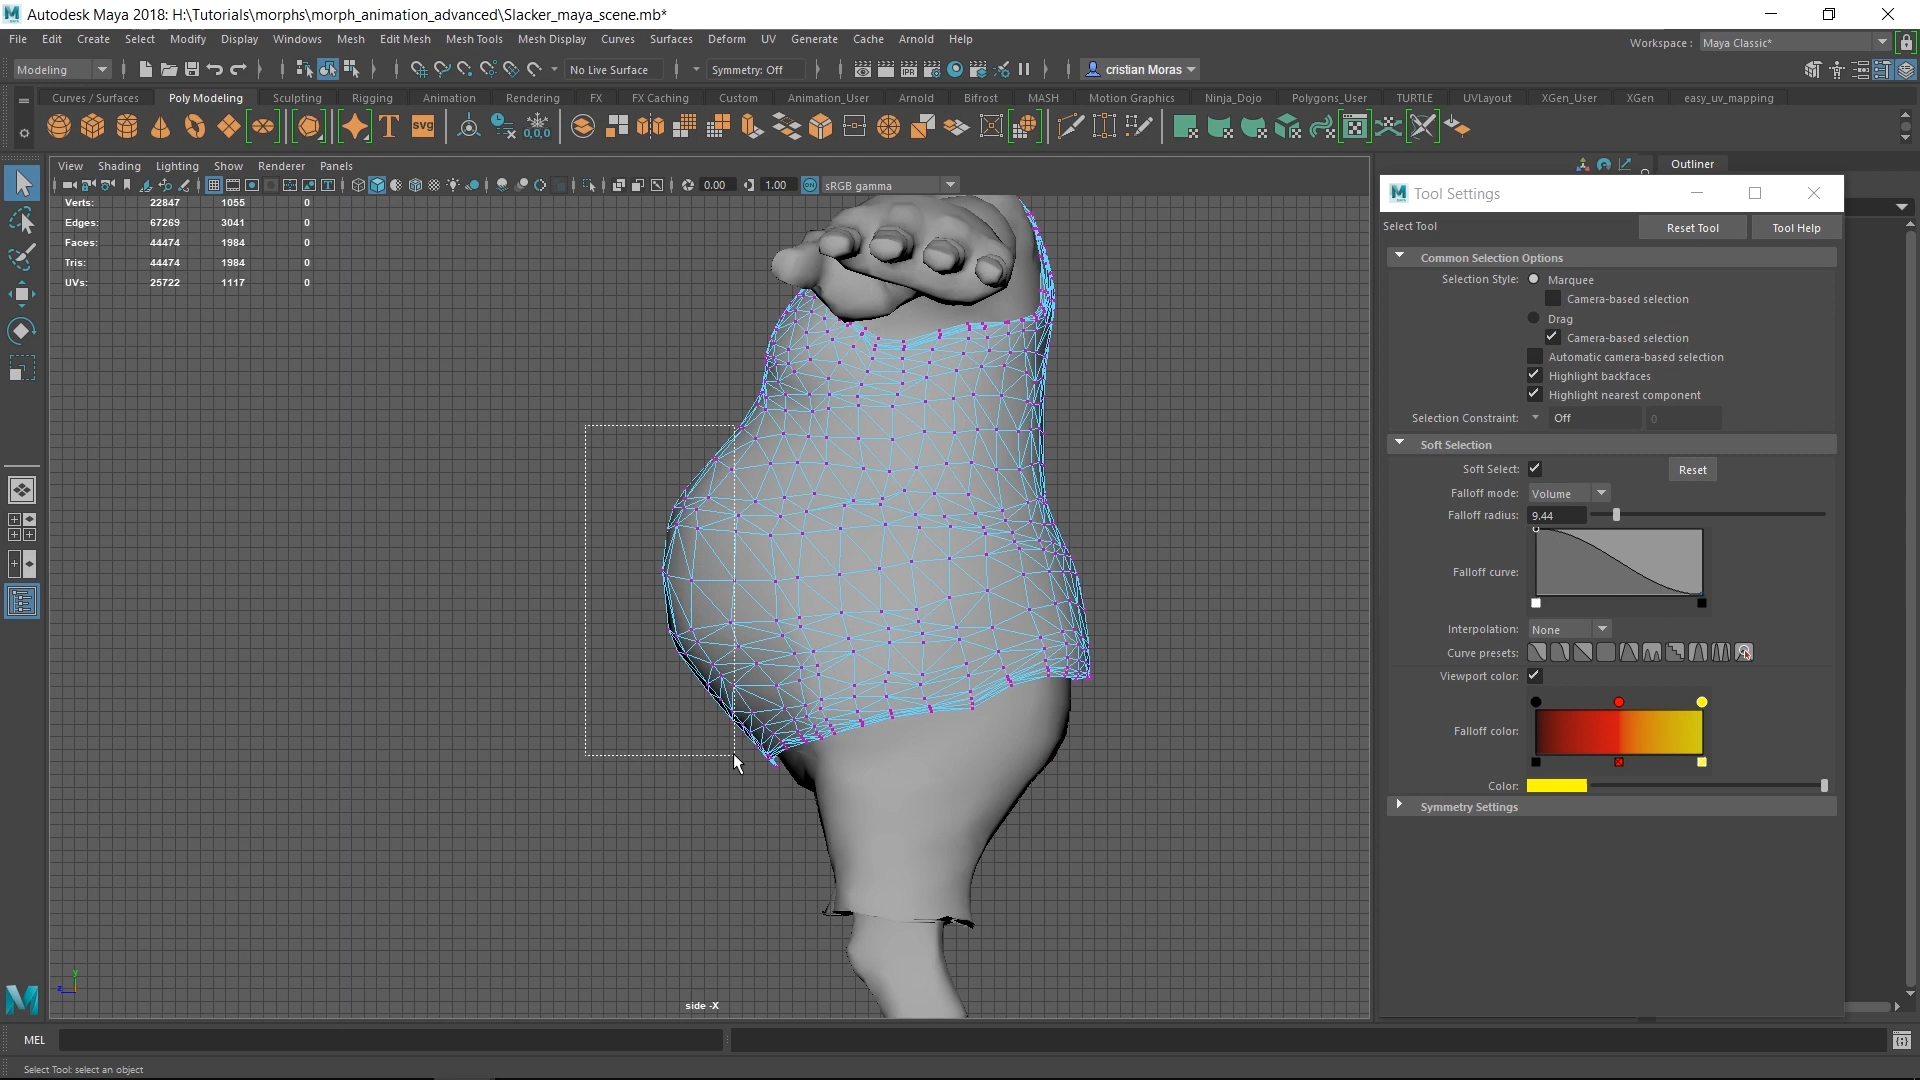 Autodesk Maya 2018: H:\Tutorials\morphs\morph_animation_advanced\Slacker_maya_scene.mb*
File Edit Create Select Modify Display Windows Mesh Edit Mesh Mesh Tools Mesh Display Curves Surfaces Deform UV Generate Cache Arnold Help
Workspace : Maya Classic*
Modeling No Live Surface Symmetry: Off IPR cristian Moras
Curves / Surfaces Poly Modeling Sculpting Rigging Animation Rendering FX FX Caching Custom Animation_User Arnold Bifrost MASH Motion Graphics Ninja_Dojo Polygons_User TURTLE UVLayout XGen_User XGen easy_uv_mapping
T SVG 0,0,0
View Shading Lighting Show Renderer Panels
Outliner
0.00 1.00 ON sRGB gamma
Verts: 22847 1055 0
Edges: 67269 3041 0
Faces: 44474 1984 0
Tris: 44474 1984 0
UVs: 25722 1117 0
Tool Settings
Select Tool Reset Tool Tool Help
Common Selection Options
Selection Style: Marquee
Camera-based selection
Drag
Camera-based selection
Automatic camera-based selection
Highlight backfaces
Highlight nearest component
Selection Constraint: Off 0
Soft Selection
Soft Select: Reset
Falloff mode: Volume
Falloff radius: 9.44
Falloff curve:
Interpolation: None
Curve presets:
Viewport color:
Falloff color:
Color:
Symmetry Settings
y
z
side -X
MEL
Select Tool: select an object